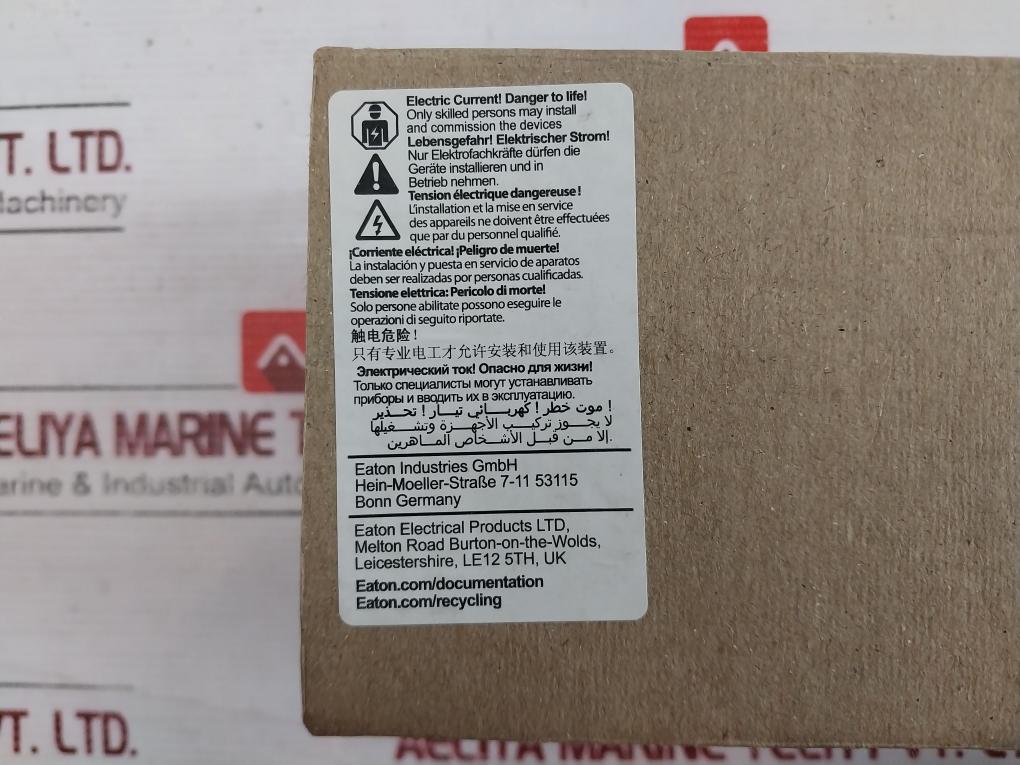 Electric Current! Danger to life!
Only skilled persons may install
and commission the devices
Lebensgefahr! Elektrischer Strom!
Nur Elektrofachkräfte dürfen die
Geräte installieren und in
Betrieb nehmen.
Tension électrique dangereuse !
L'installation et la mise en service
des appareils ne doivent être effectuées
que par du personnel qualifié.
¡Corriente eléctrica! ¡Peligro de muerte!
La instalación y puesta en servicio de aparatos
deben ser realizadas por personas cualificadas.
Tensione elettrica: Pericolo di morte!
Solo persone abilitate possono eseguire le
operazioni di seguito riportate.
触电危险！
只有专业电工才允许安装和使用该装置。
Электрический ток! Опасно для жизни!
Только специалисты могут устанавливать
приборы и вводить их в эксплуатацию.
! موت خطر ! كهربائي تيار ! تحذير
لا يجوز تركيب الأجهزة وتشغيلها
إلا من قبل الأشخاص الماهرين.
Eaton Industries GmbH
Hein-Moeller-Straße 7-11 53115
Bonn Germany
Eaton Electrical Products LTD,
Melton Road Burton-on-the-Wolds,
Leicestershire, LE12 5TH, UK
Eaton.com/documentation
Eaton.com/recycling
T. LTD.
Machinery
ELIYA MARINE T
arine & Industrial Auto
VT. LTD.
AELIYA MARINE TECH PVT. L